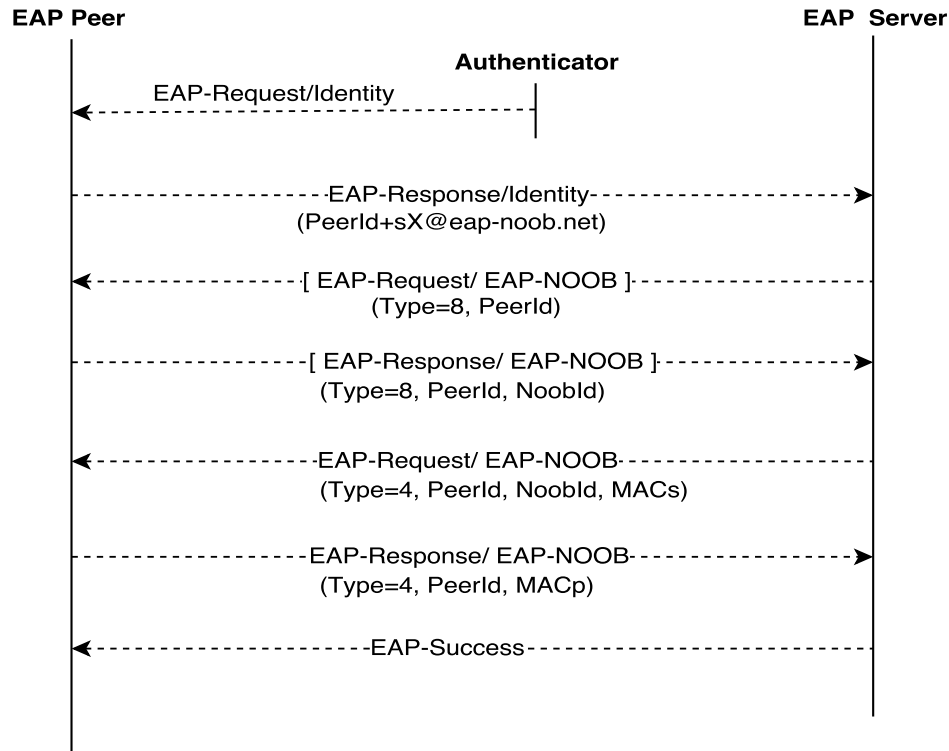 EAP Peer
EAP Server
Authenticator
EAP-Request/Identity
EAP-Response/Identity
(PeerId+sX@eap-noob.net)
[ EAP-Request/ EAP-NOOB ]
(Type=8, PeerId)
[ EAP-Response/ EAP-NOOB ]
(Type=8, PeerId, NoobId)
EAP-Request/ EAP-NOOB
(Type=4, PeerId, NoobId, MACs)
EAP-Response/ EAP-NOOB
(Type=4, PeerId, MACp)
EAP-Success